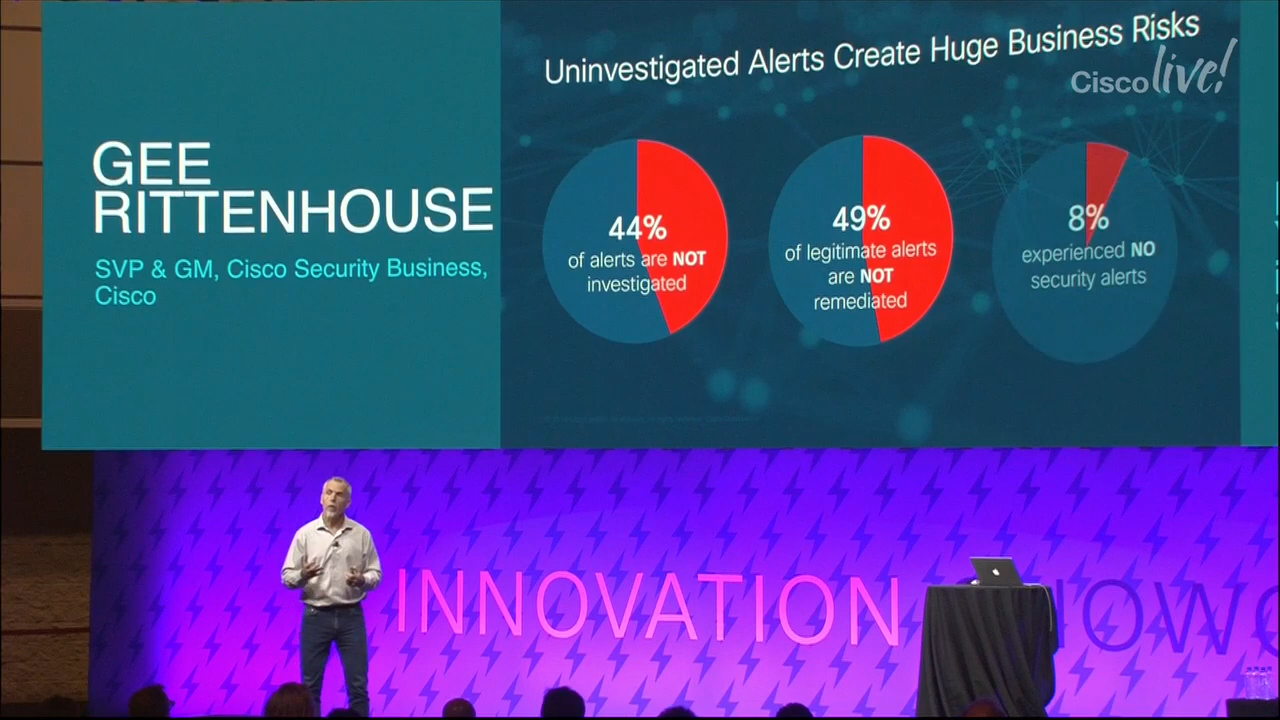 GEE
RITTENHOUSE
SVP & GM, Cisco Security Business,
Cisco
Uninvestigated Alerts Create Huge Business Risks
Cisco live!
44%
of alerts are NOT
investigated
49%
of legitimate alerts
are NOT
remediated
8%
experienced NO
security alerts
INNOVATION